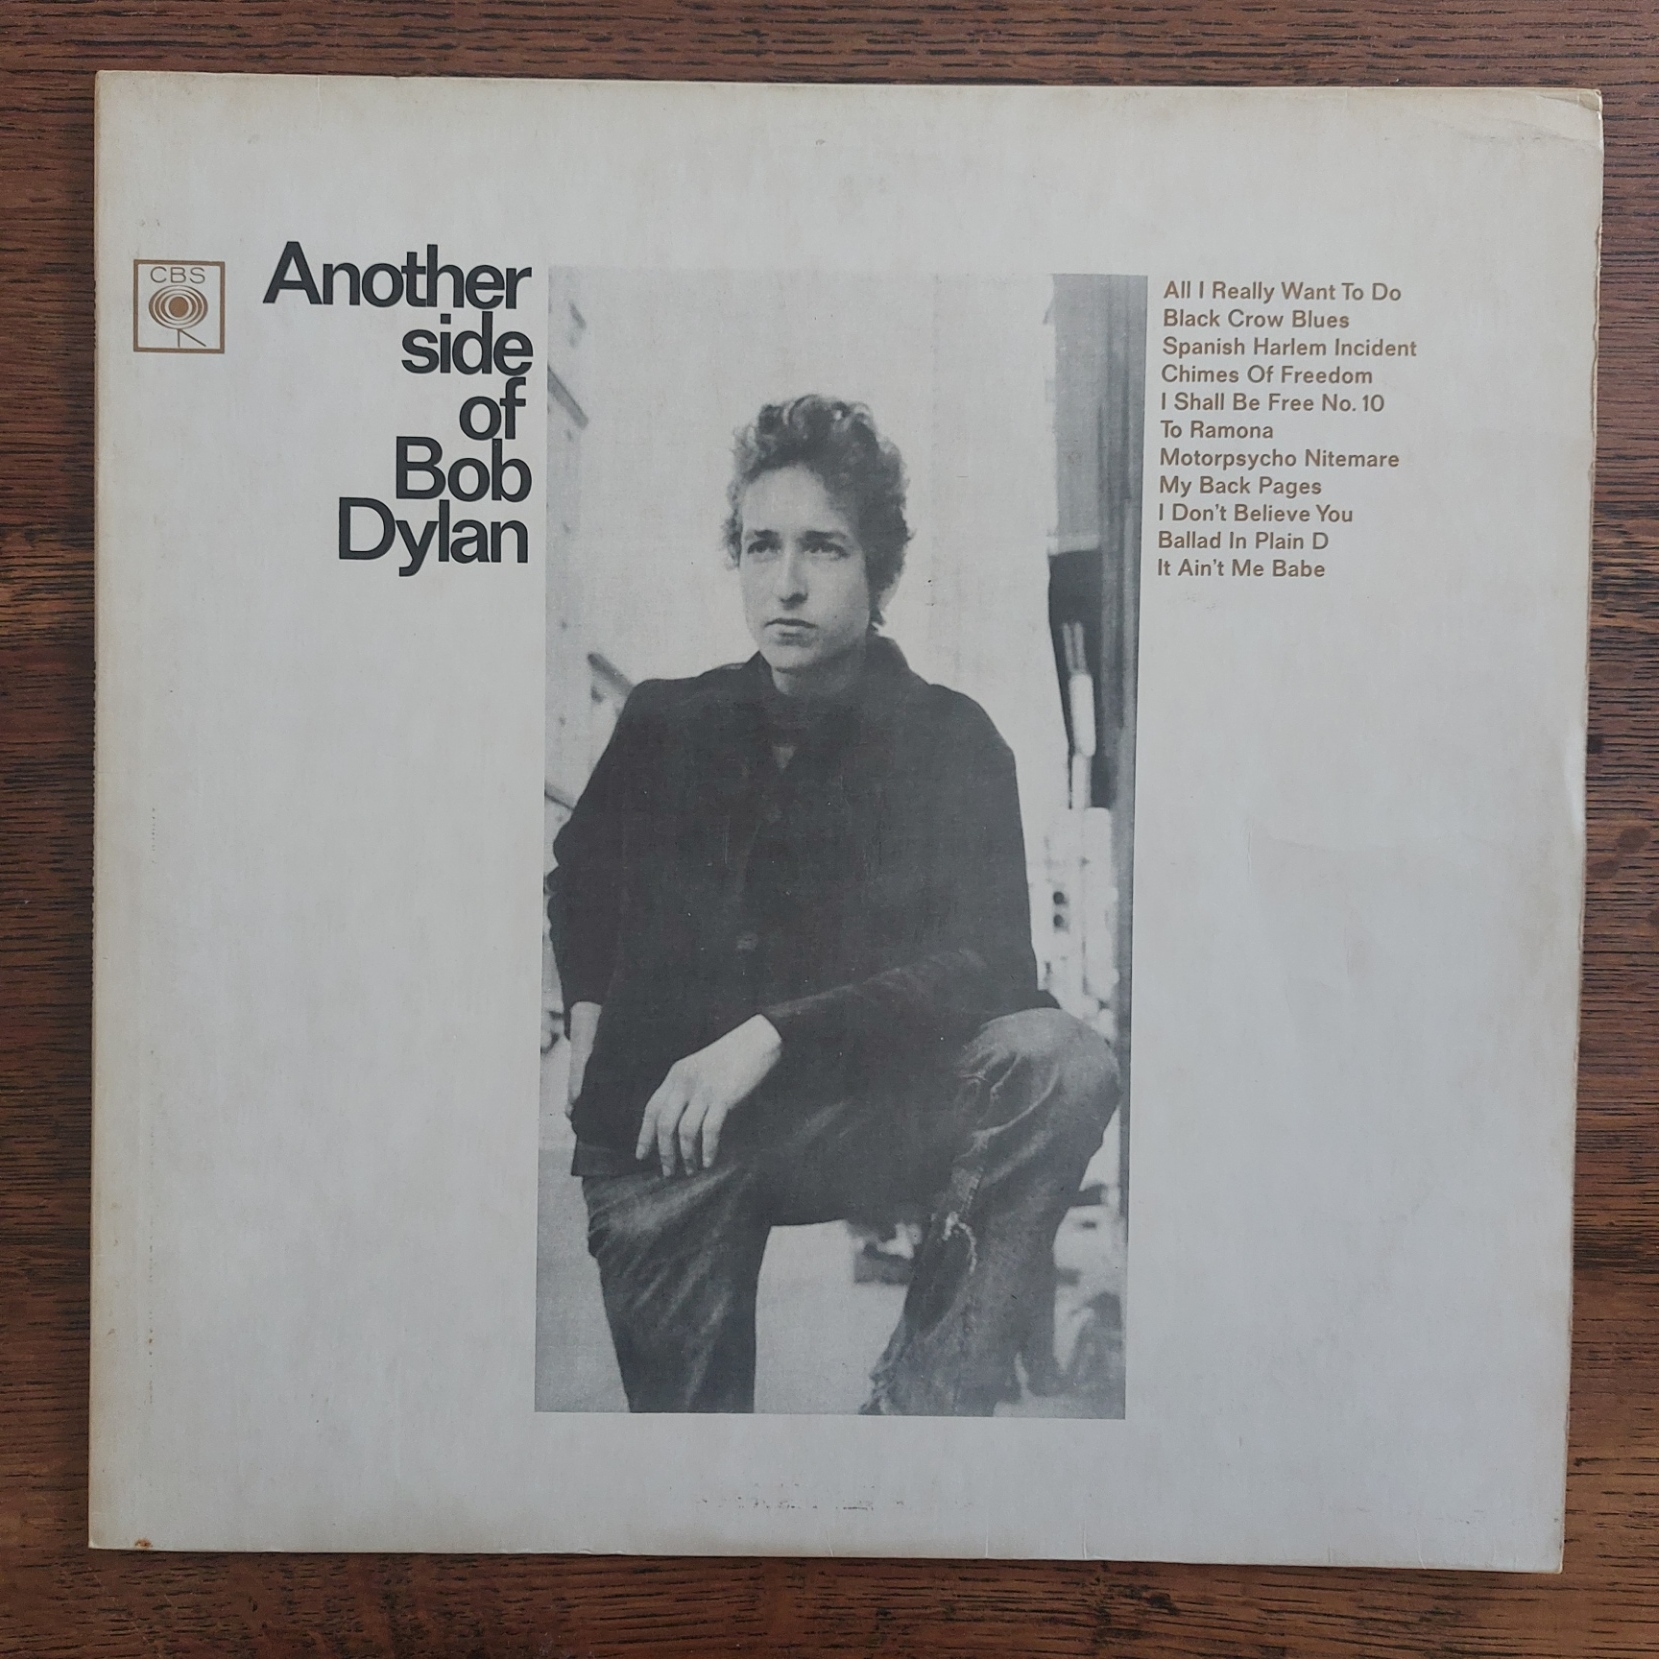 CBS
Another
side
of
Bob
Dylan
All I Really Want To Do
Black Crow Blues
Spanish Harlem Incident
Chimes Of Freedom
I Shall Be Free No. 10
To Ramona
Motorpsycho Nitemare
My Back Pages
I Don't Believe You
Ballad In Plain D
It Ain't Me Babe